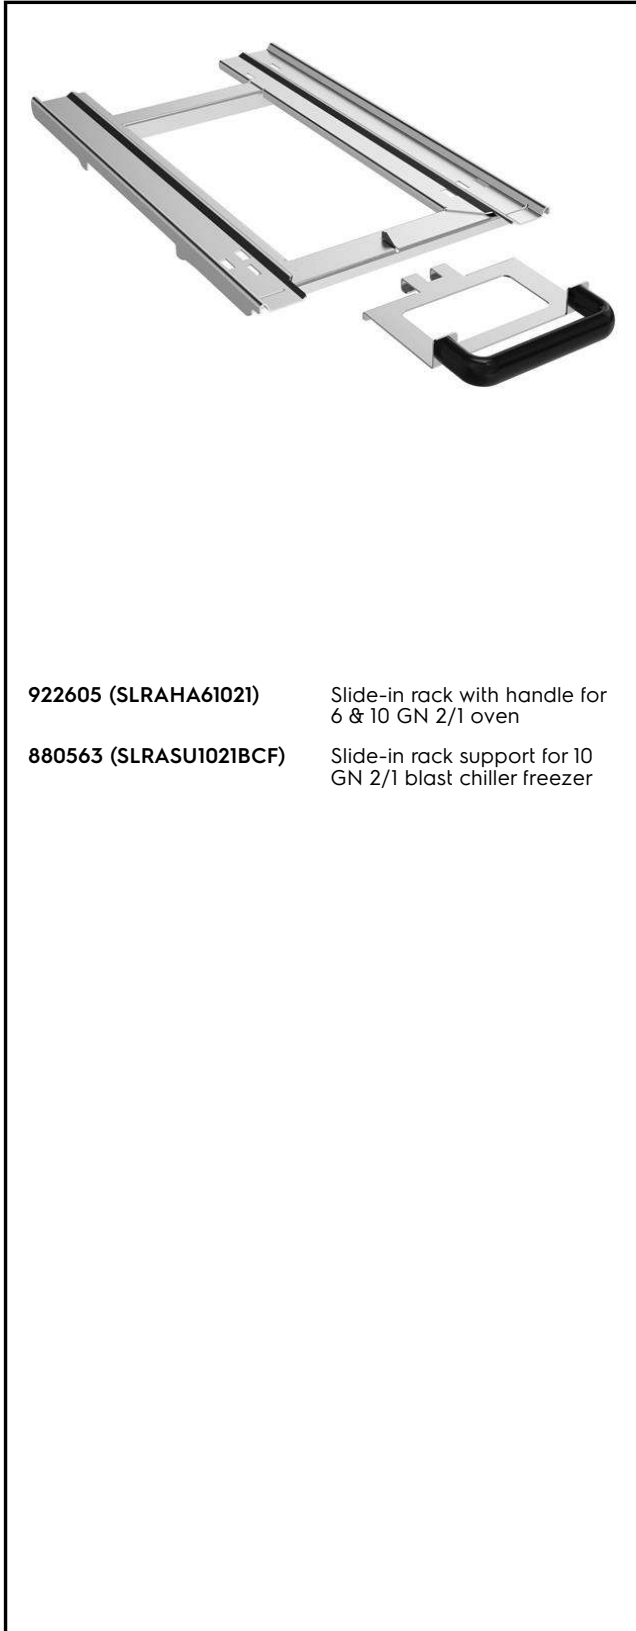 922605 (SLRAHA61021) Slide-in rack with handle for
6 & 10 GN 2/1 oven
880563 (SLRASU1021BCF) Slide-in rack support for 10
GN 2/1 blast chiller freezer